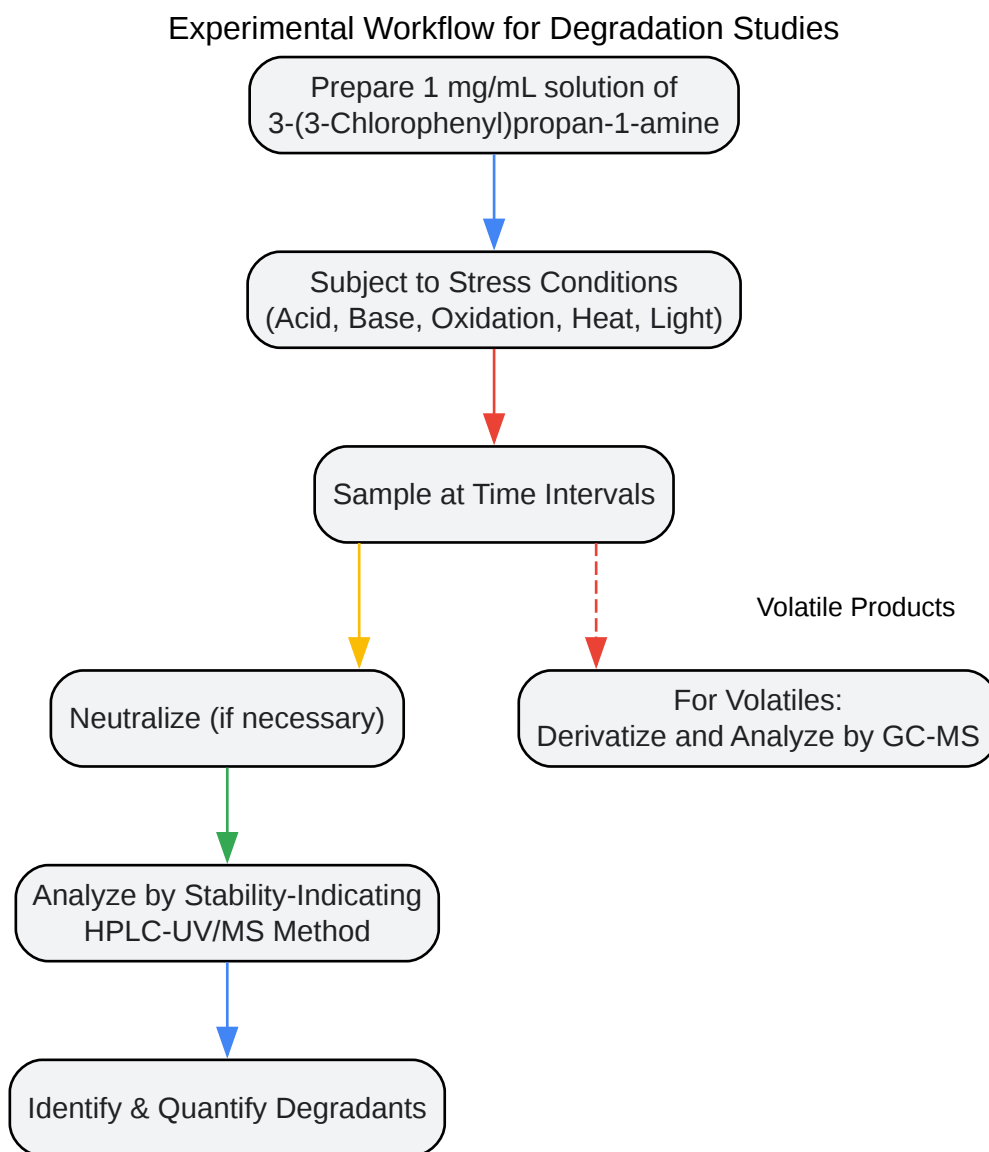 Experimental Workflow for Degradation Studies
Prepare 1 mg/mL solution of
3-(3-Chlorophenyl)propan-1-amine
Subject to Stress Conditions
(Acid, Base, Oxidation, Heat, Light)
Sample at Time Intervals
Volatile Products
Neutralize (if necessary)
For Volatiles:
Derivatize and Analyze by GC-MS
Analyze by Stability-Indicating
HPLC-UV/MS Method
Identify & Quantify Degradants